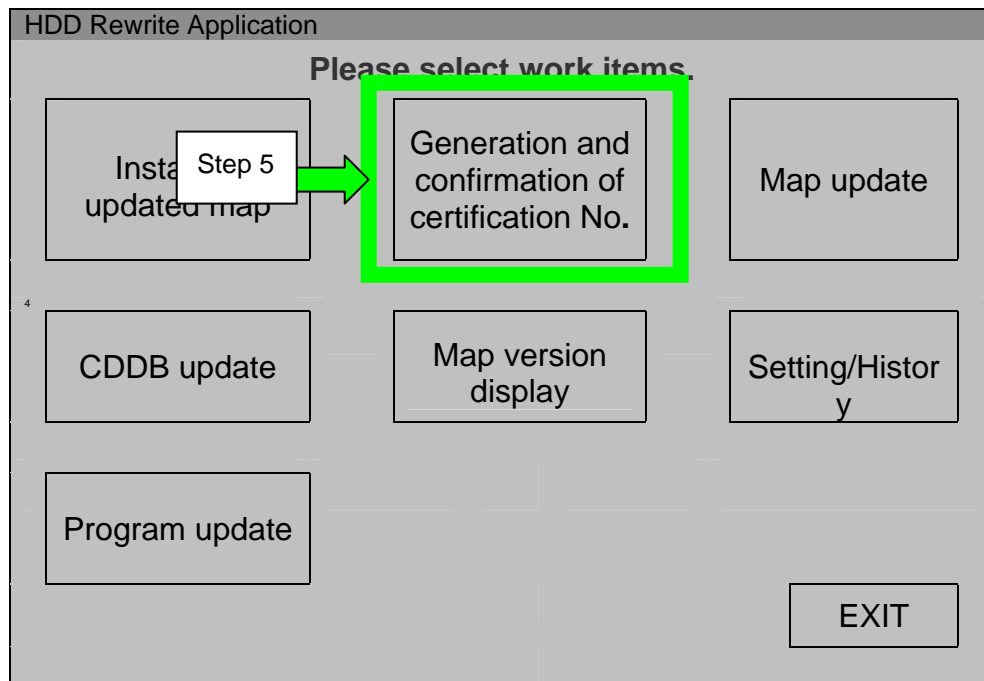 HDD Rewrite Application
Please select work items.
Step 5
updated map
Generation and
confirmation of
certification No.
Map update
4
CDDB update
Map version
display
Setting/Histor
y
Program update
EXIT